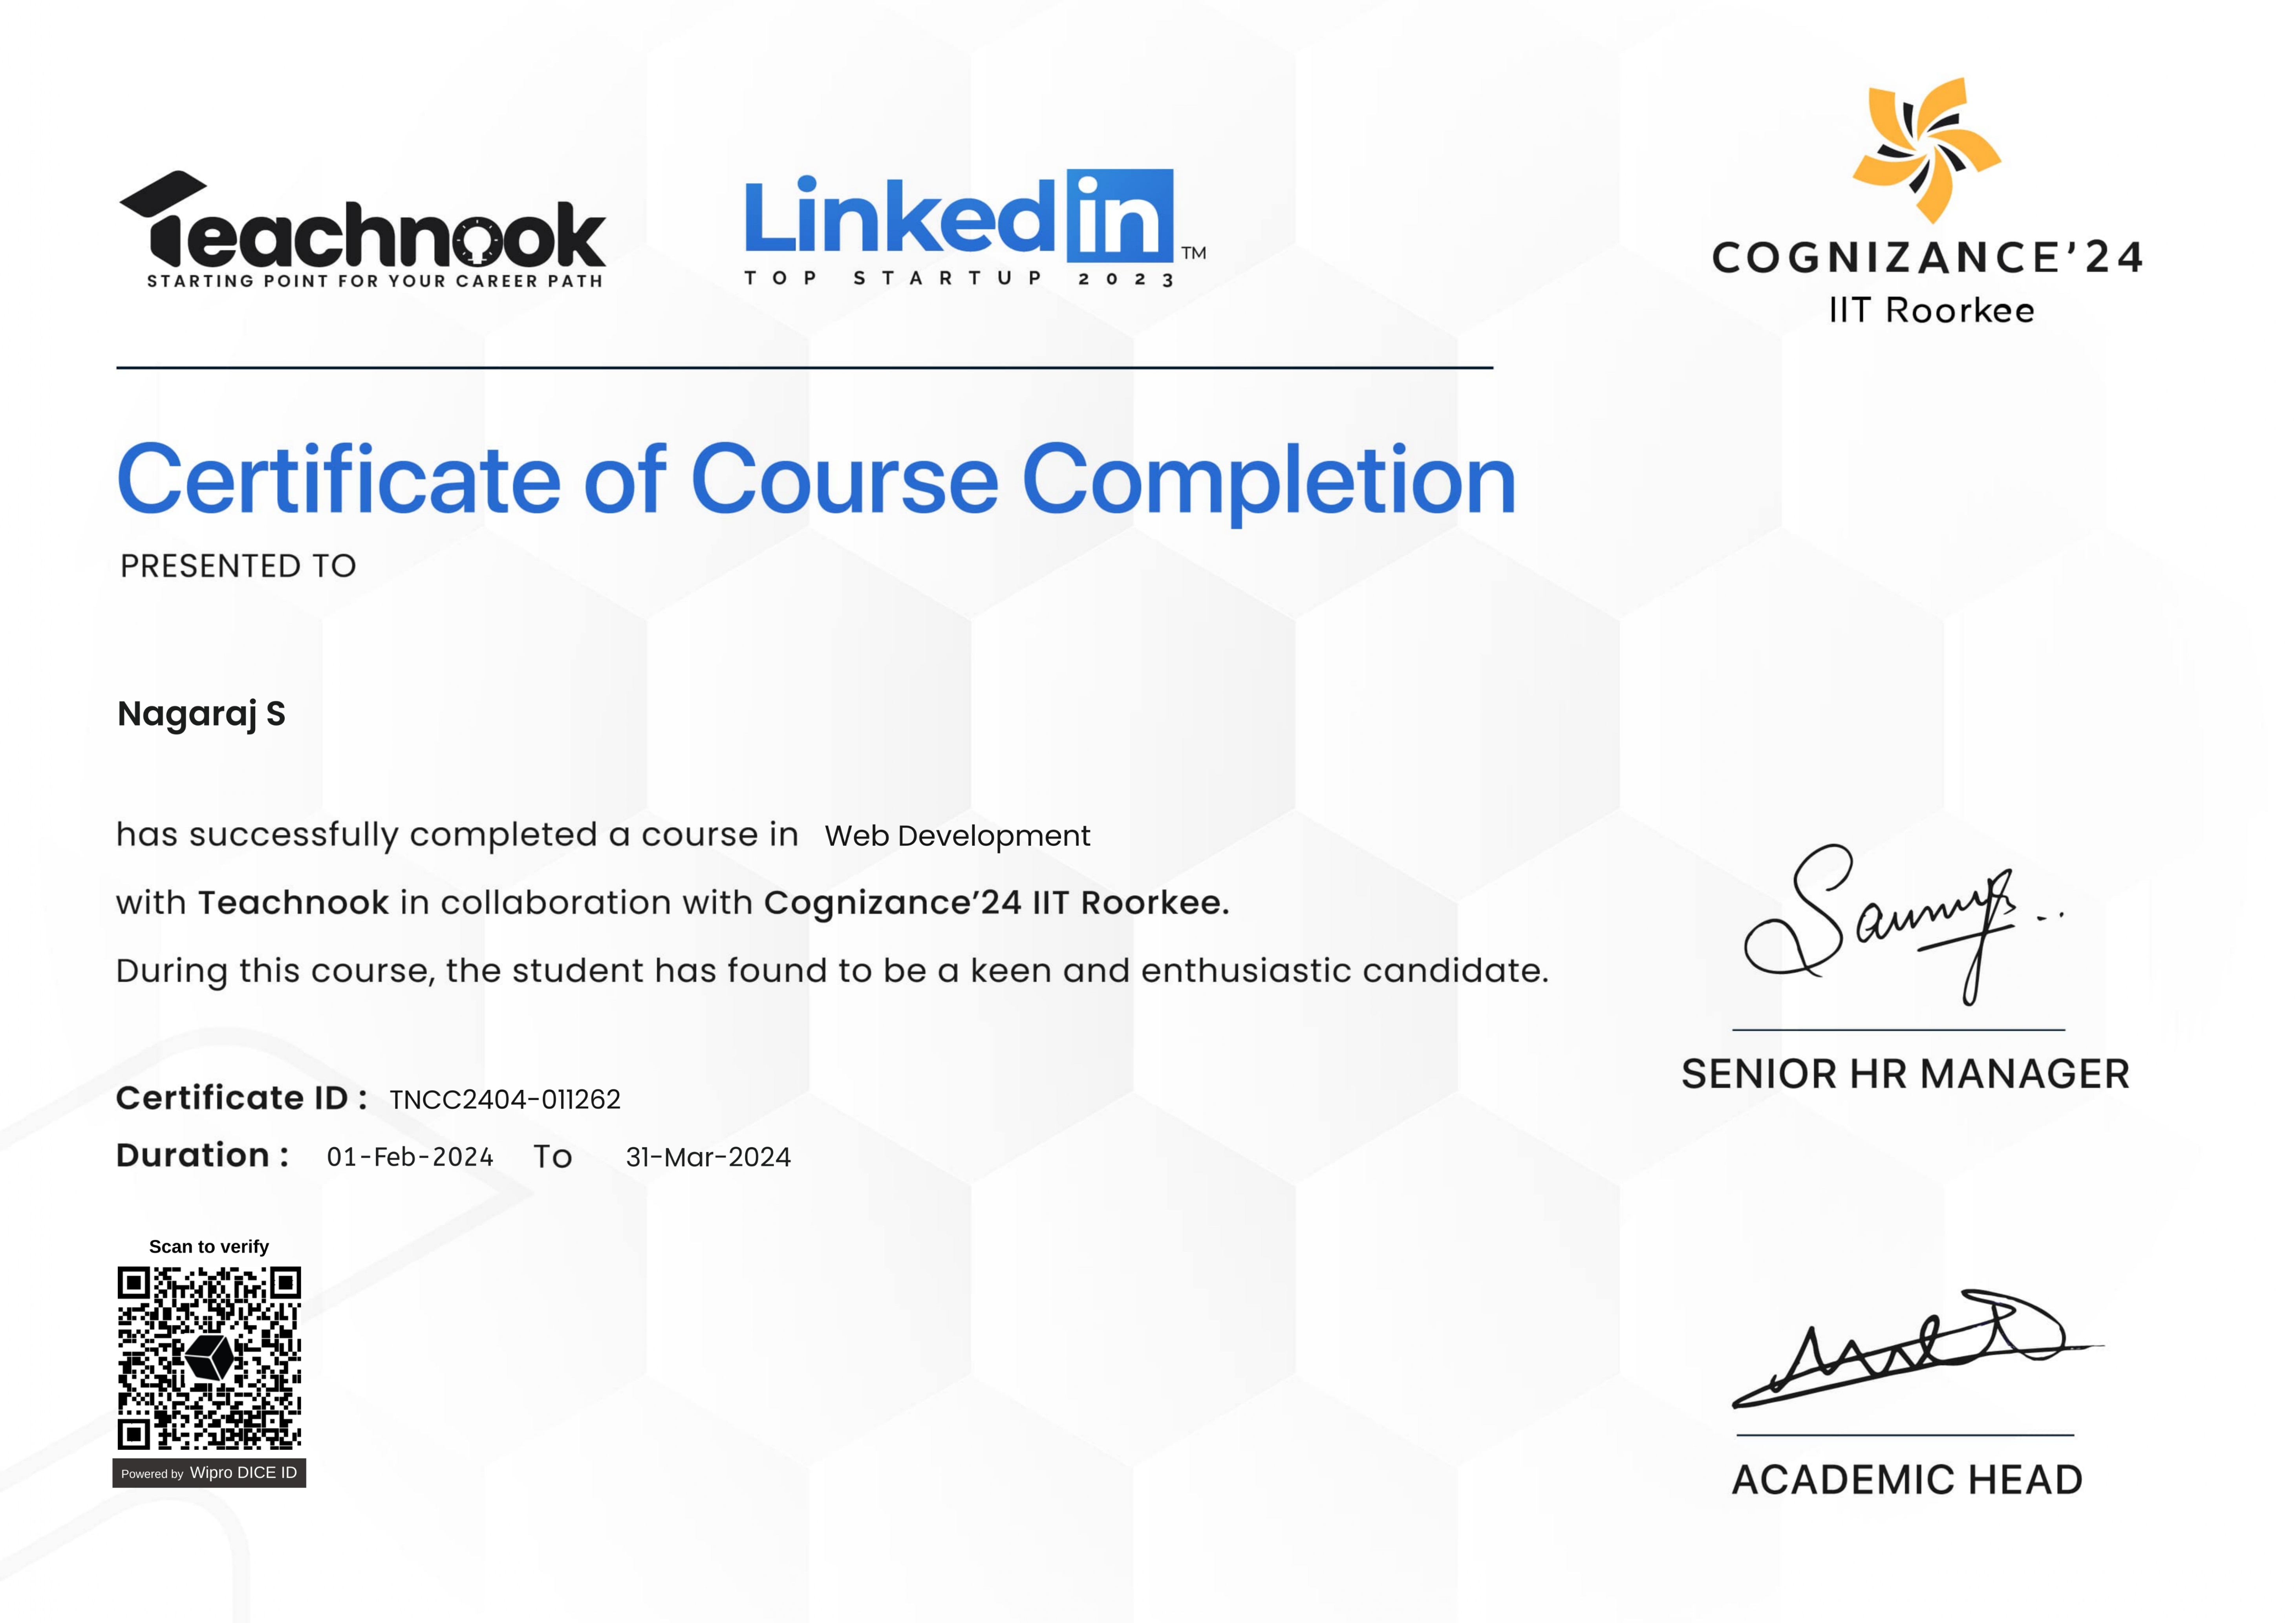 Teachnook
STARTING POINT FOR YOUR CAREER PATH
Linkedin TM
TOP STARTUP 2023
COGNIZANCE'24
IIT Roorkee
Certificate of Course Completion
PRESENTED TO
Nagaraj S
has successfully completed a course in Web Development
with Teachnook in collaboration with Cognizance'24 IIT Roorkee.
During this course, the student has found to be a keen and enthusiastic candidate.
SENIOR HR MANAGER
Certificate ID : TNCC2404-011262
Duration : 01-Feb-2024 To 31-Mar-2024
Scan to verify
Powered by Wipro DICE ID
ACADEMIC HEAD